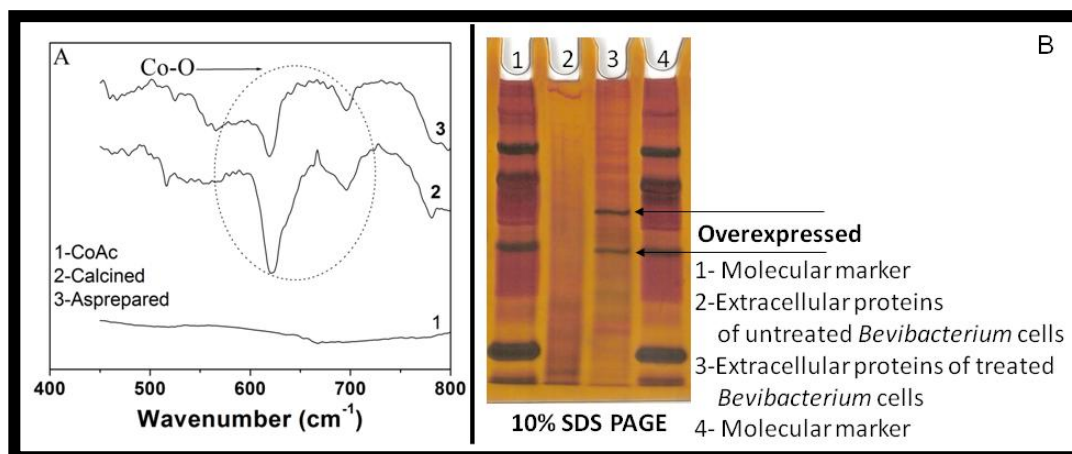 A
Co-O
3
2
1
1-CoAc
2-Calcined
3-Asprepared
400 500 600 700 800
Wavenumber (cm-1)
B
1 2 3 4
Overexpressed
1- Molecular marker
2-Extracellular proteins
of untreated Bevibacterium cells
3-Extracellular proteins of treated
Bevibacterium cells
4- Molecular marker
10% SDS PAGE